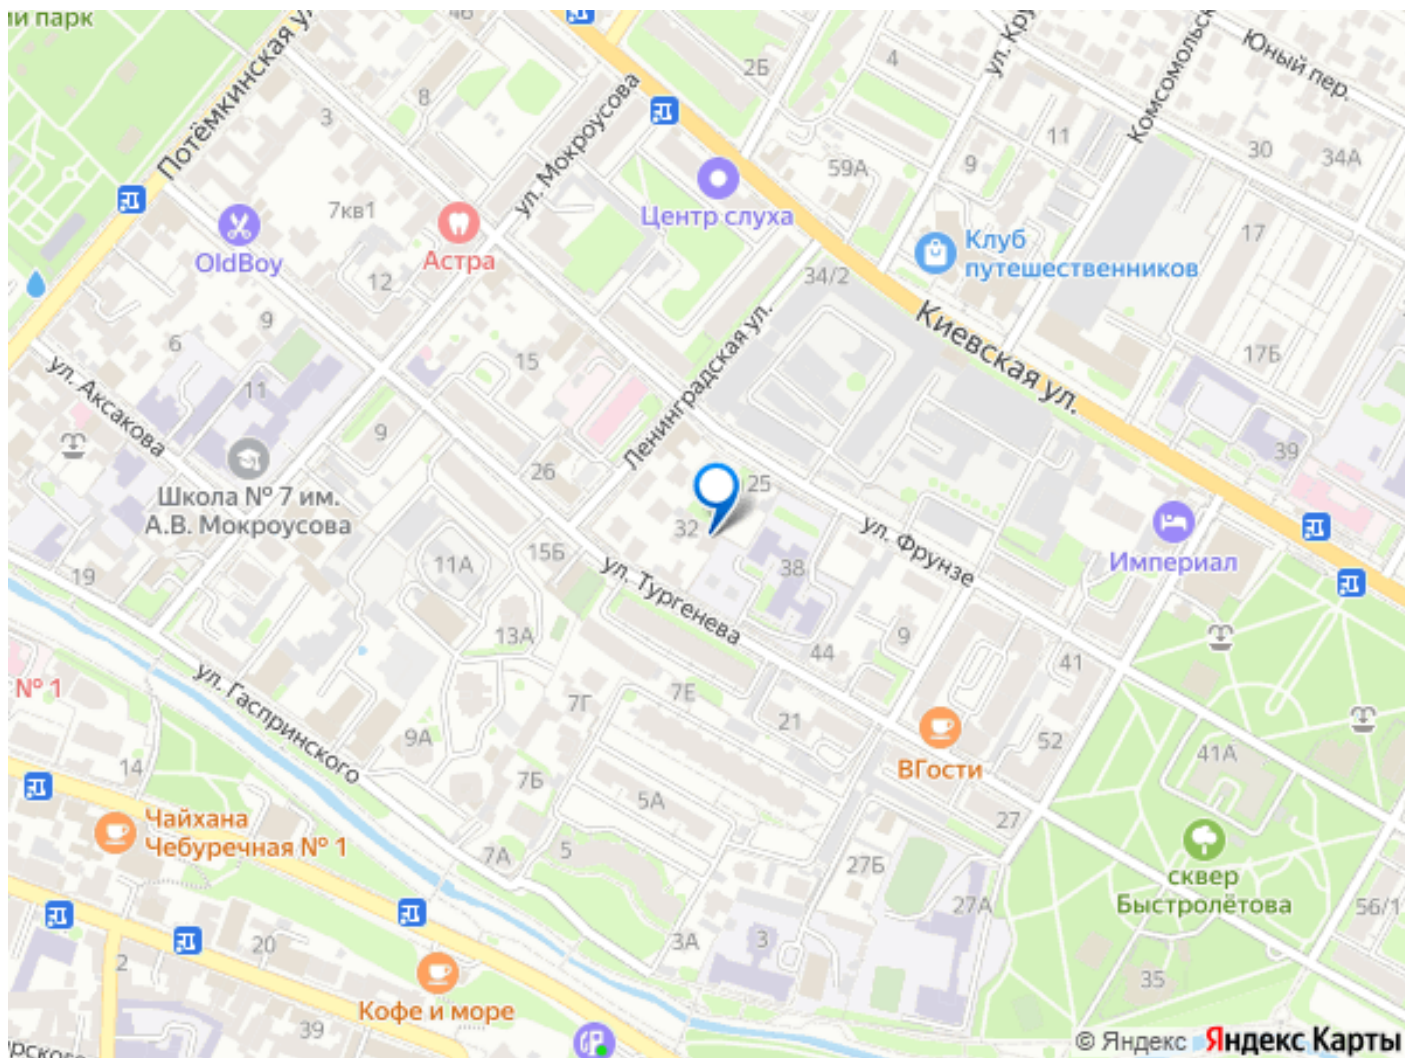 ии парк
4б
Потёмкинская ул
3
8
ул. Мокроусова
2Б
4
ул. Кру
Комсомольск
Юный пер.
11
9
30
34А
59А
7кв1
Центр слуха
OldBoy
Астра
12
17
Клуб
путешественников
34/2
9
6
Киевская ул.
17Б
15
Ленинградская ул.
11
ул. Аксакова
9
26
39
Школа № 7 им.
А.В. Мокроусова
25
32
ул. Фрунзе
Империал
15Б
11А
38
19
ул. Тургенева
13А
9
44
41
№ 1
ул. Гаспринского
7Е
7Г
21
9А
52
41А
ВГости
14
7Б
5А
Чайхана
Чебуречная № 1
27
7А
5
27Б
сквер
Быстролётова
27А
56/1
20
3А
3
2
35
Кофе и море
39
рского
© Яндекс Яндекс Карты